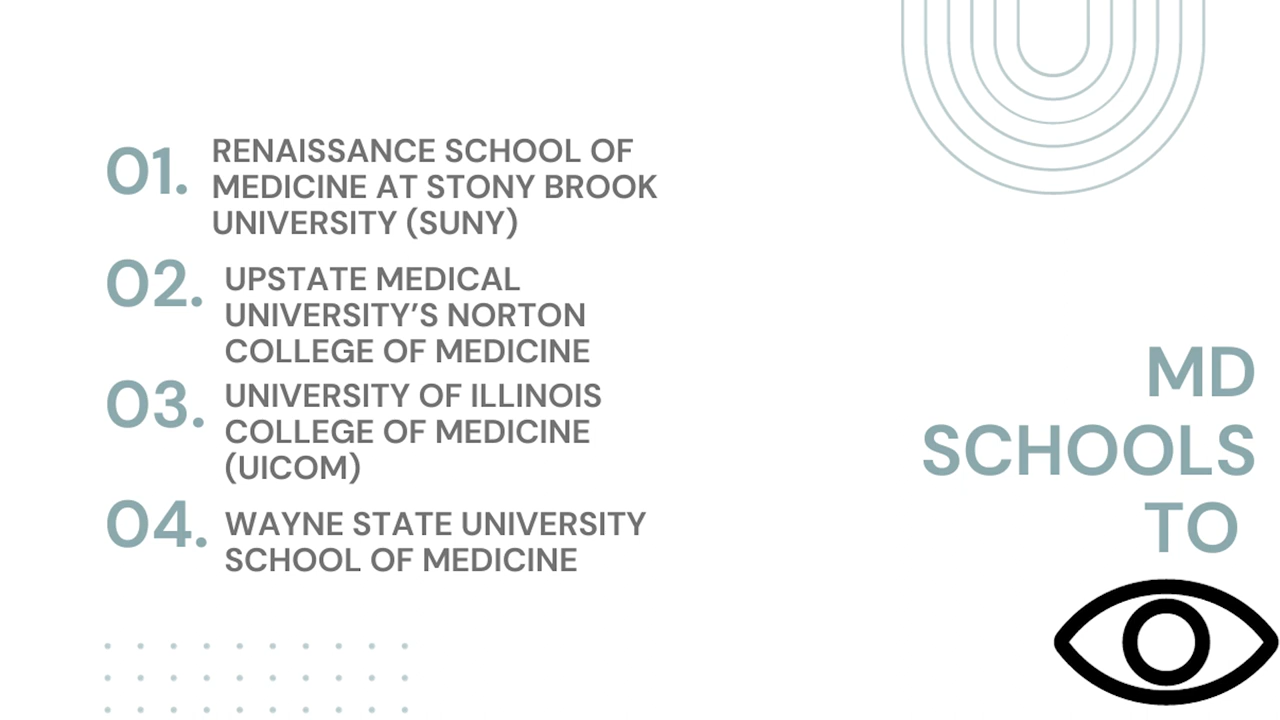 01. RENAISSANCE SCHOOL OF
MEDICINE AT STONY BROOK
UNIVERSITY (SUNY)
02. UPSTATE MEDICAL
UNIVERSITY’S NORTON
COLLEGE OF MEDICINE
03. UNIVERSITY OF ILLINOIS
COLLEGE OF MEDICINE
(UICOM)
04. WAYNE STATE UNIVERSITY
SCHOOL OF MEDICINE
MD
SCHOOLS
TO